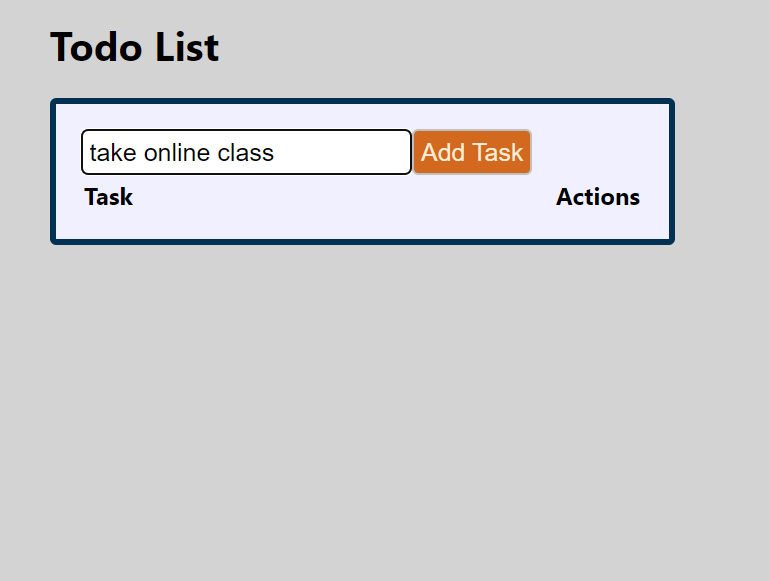 Todo List
take online class Add Task
Task Actions